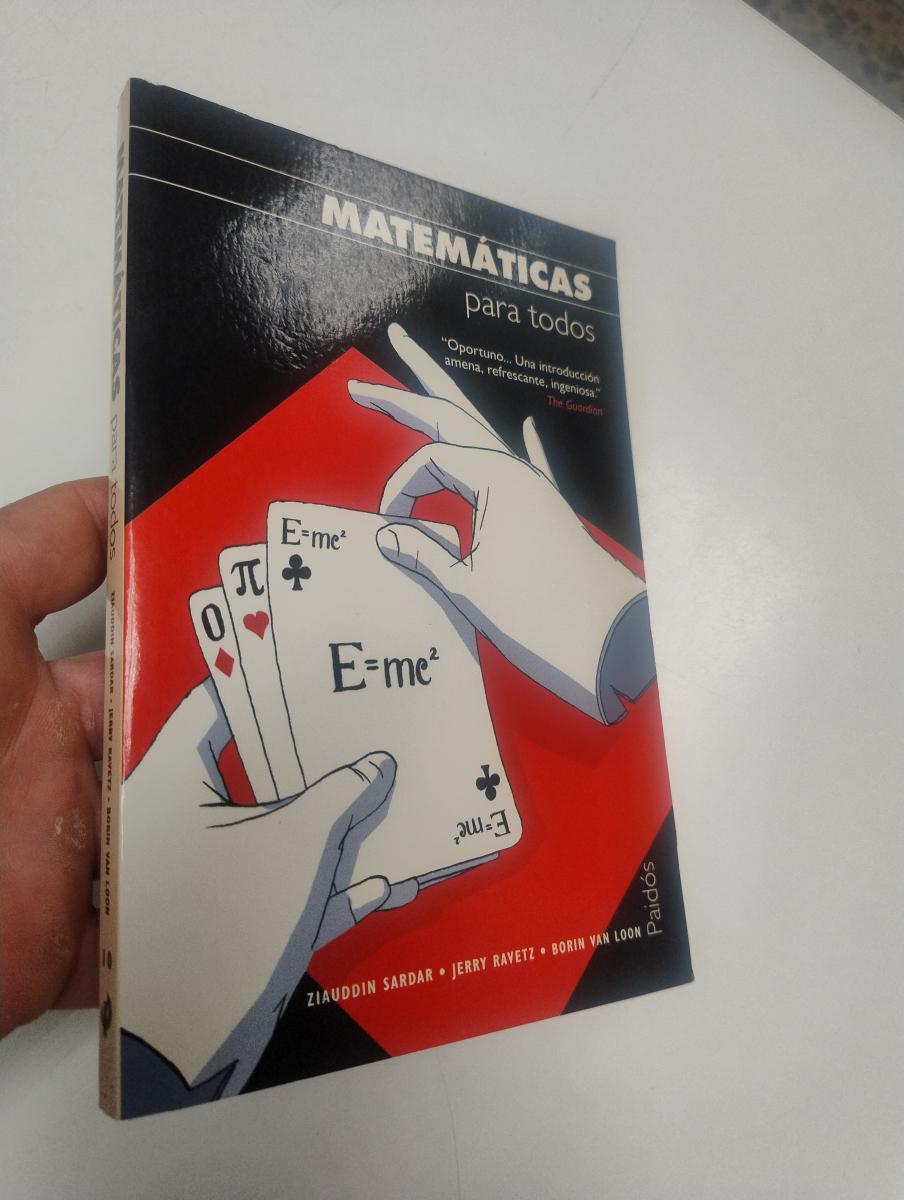 MATEMÁTICAS
para todos
“Oportuno... Una introducción
amena, refrescante, ingeniosa.”
The Guardian
E=mc²
π
0
E=mc²
E=mc²
ZIAUDDIN SARDAR • JERRY RAVETZ • BORIN VAN LOON
Paidós
MATEMÁTICAS para todos ZIAUDDIN SARDAR • JERRY RAVETZ • BORIN VAN LOON